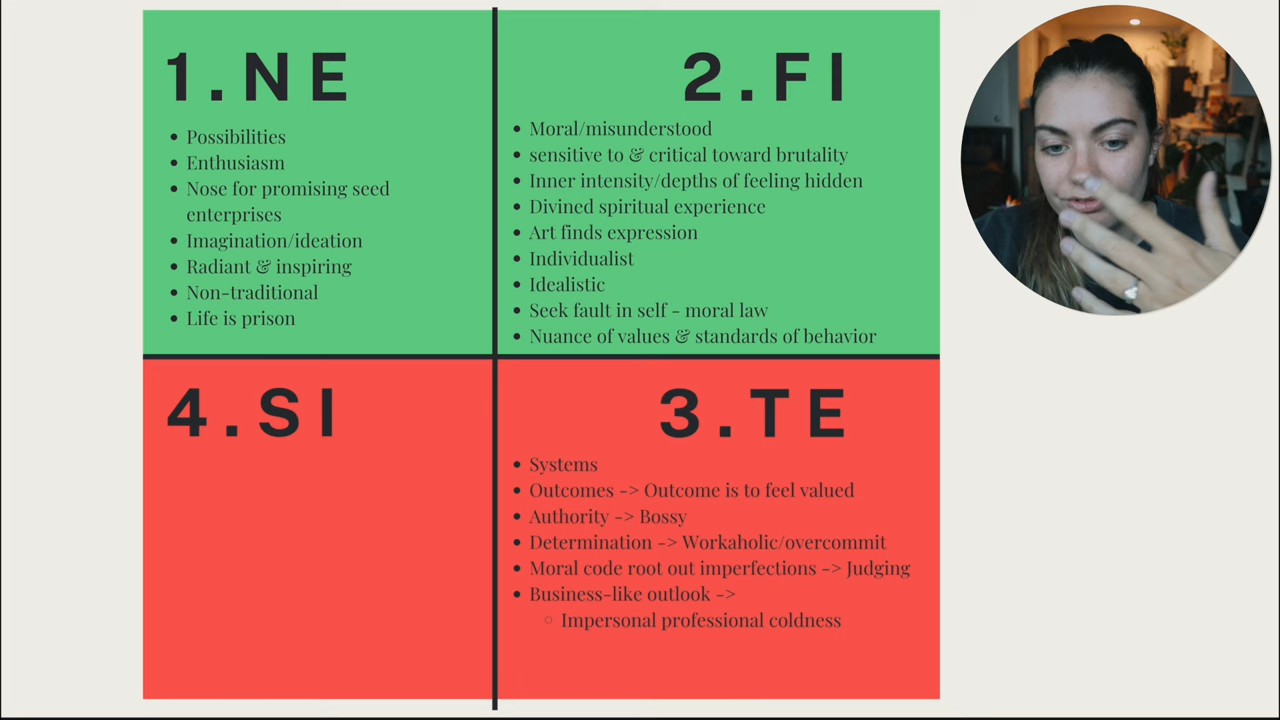 1.NE
Possibilities
Enthusiasm
Nose for promising seed
enterprises
Imagination/ideation
Radiant & inspiring
Non-traditional
Life is prison
2.FI
Moral/misunderstood
sensitive to & critical toward brutality
Inner intensity/depths of feeling hidden
Divined spiritual experience
Art finds expression
Individualist
Idealistic
Seek fault in self - moral law
Nuance of values & standards of behavior
4.SI
3.TE
Systems
Outcomes -> Outcome is to feel valued
Authority -> Bossy
Determination -> Workaholic/overcommit
Moral code root out imperfections -> Judging
Business-like outlook ->
Impersonal professional coldness